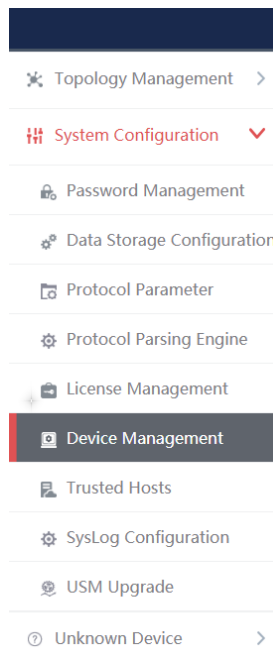 Topology Management
System Configuration
Password Management
Data Storage Configuration
Protocol Parameter
Protocol Parsing Engine
License Management
Device Management
Trusted Hosts
SysLog Configuration
USM Upgrade
Unknown Device